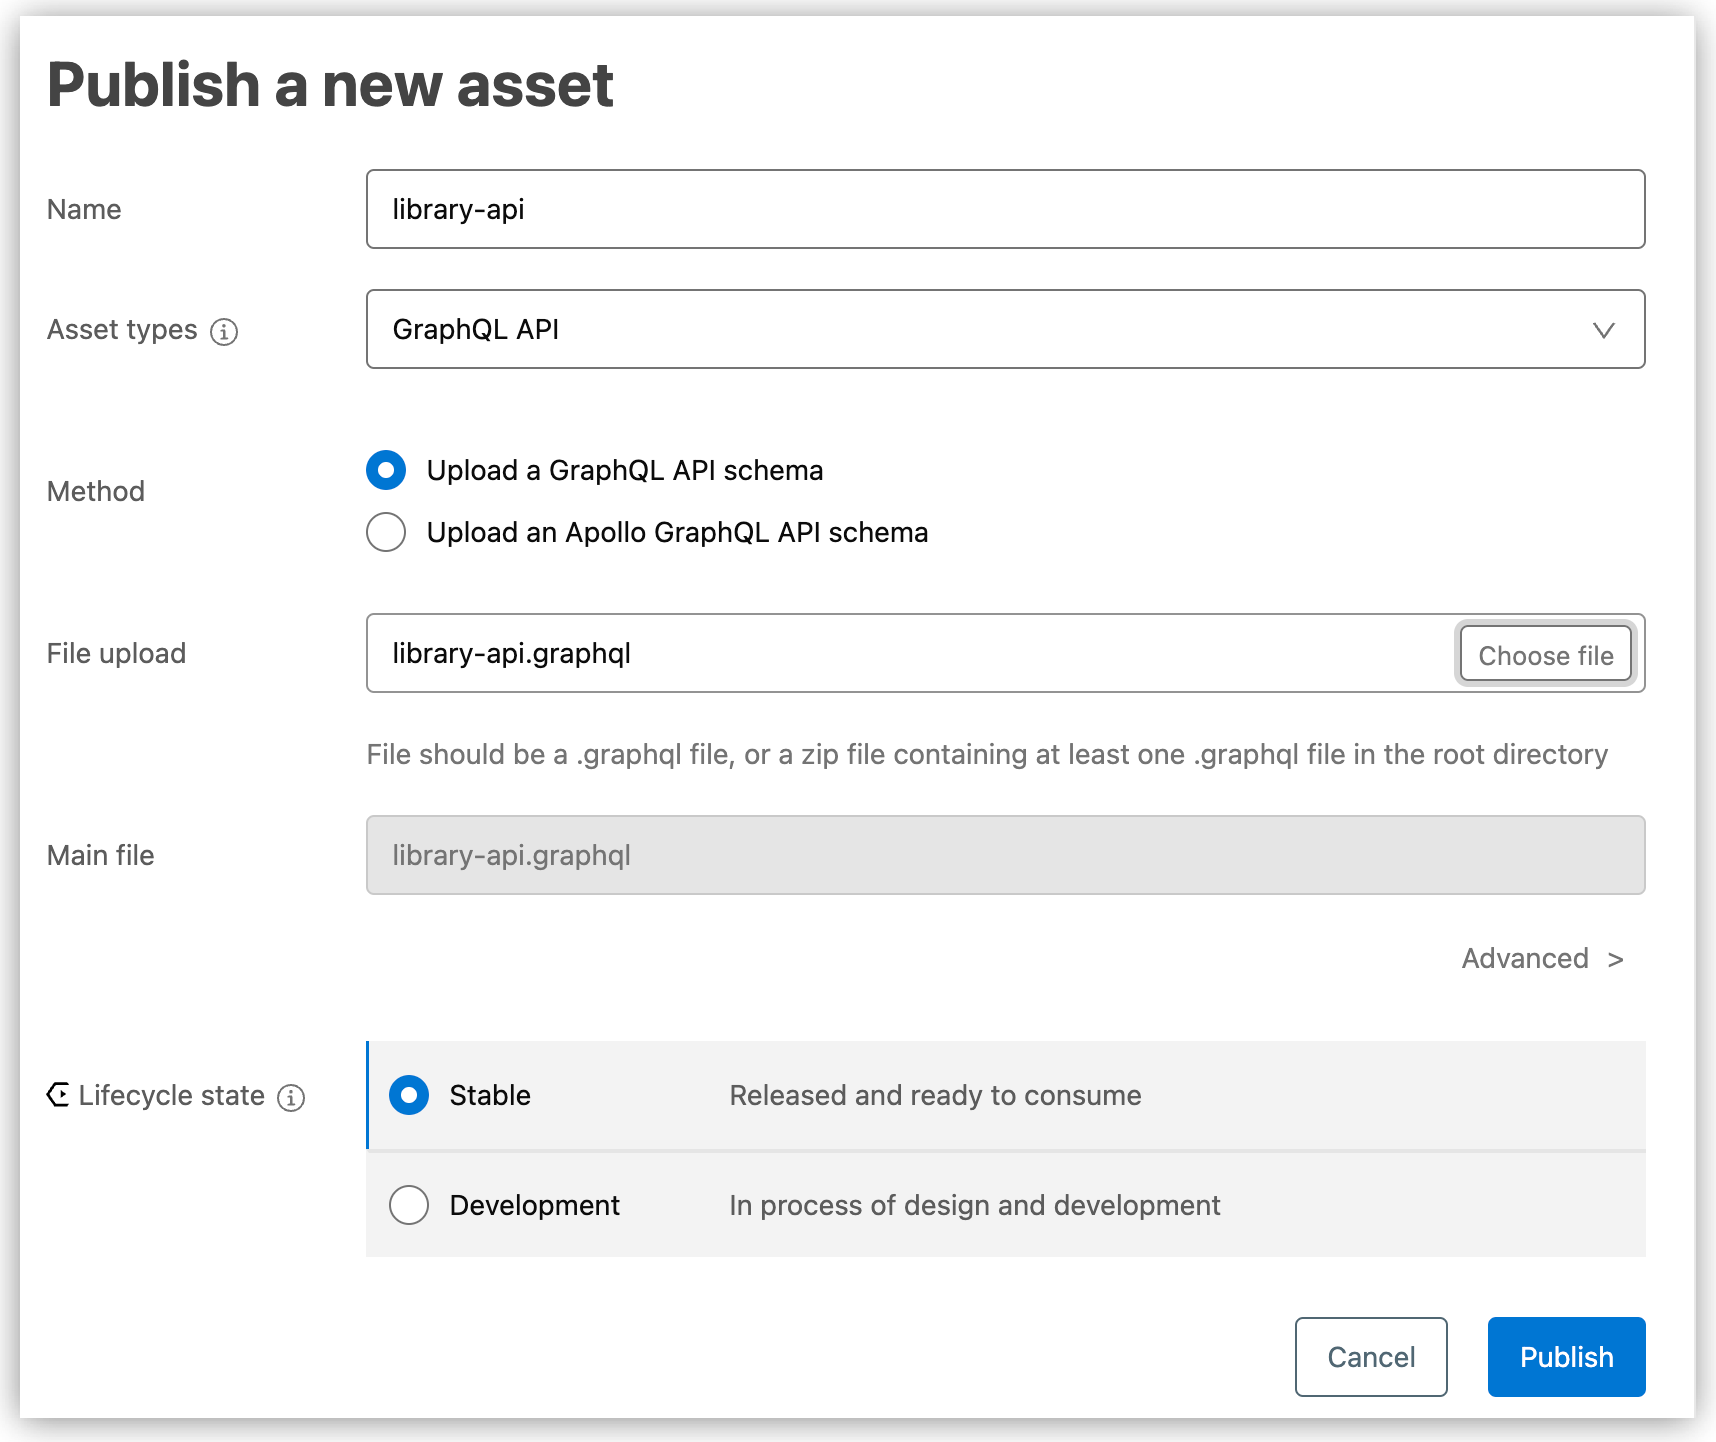 Publish a new asset
Name
library-api
Asset types
GraphQL API
Method
Upload a GraphQL API schema
Upload an Apollo GraphQL API schema
File upload
library-api.graphql
Choose file
File should be a .graphql file, or a zip file containing at least one .graphql file in the root directory
Main file
library-api.graphql
Advanced >
Lifecycle state
Stable
Released and ready to consume
Development
In process of design and development
Cancel
Publish